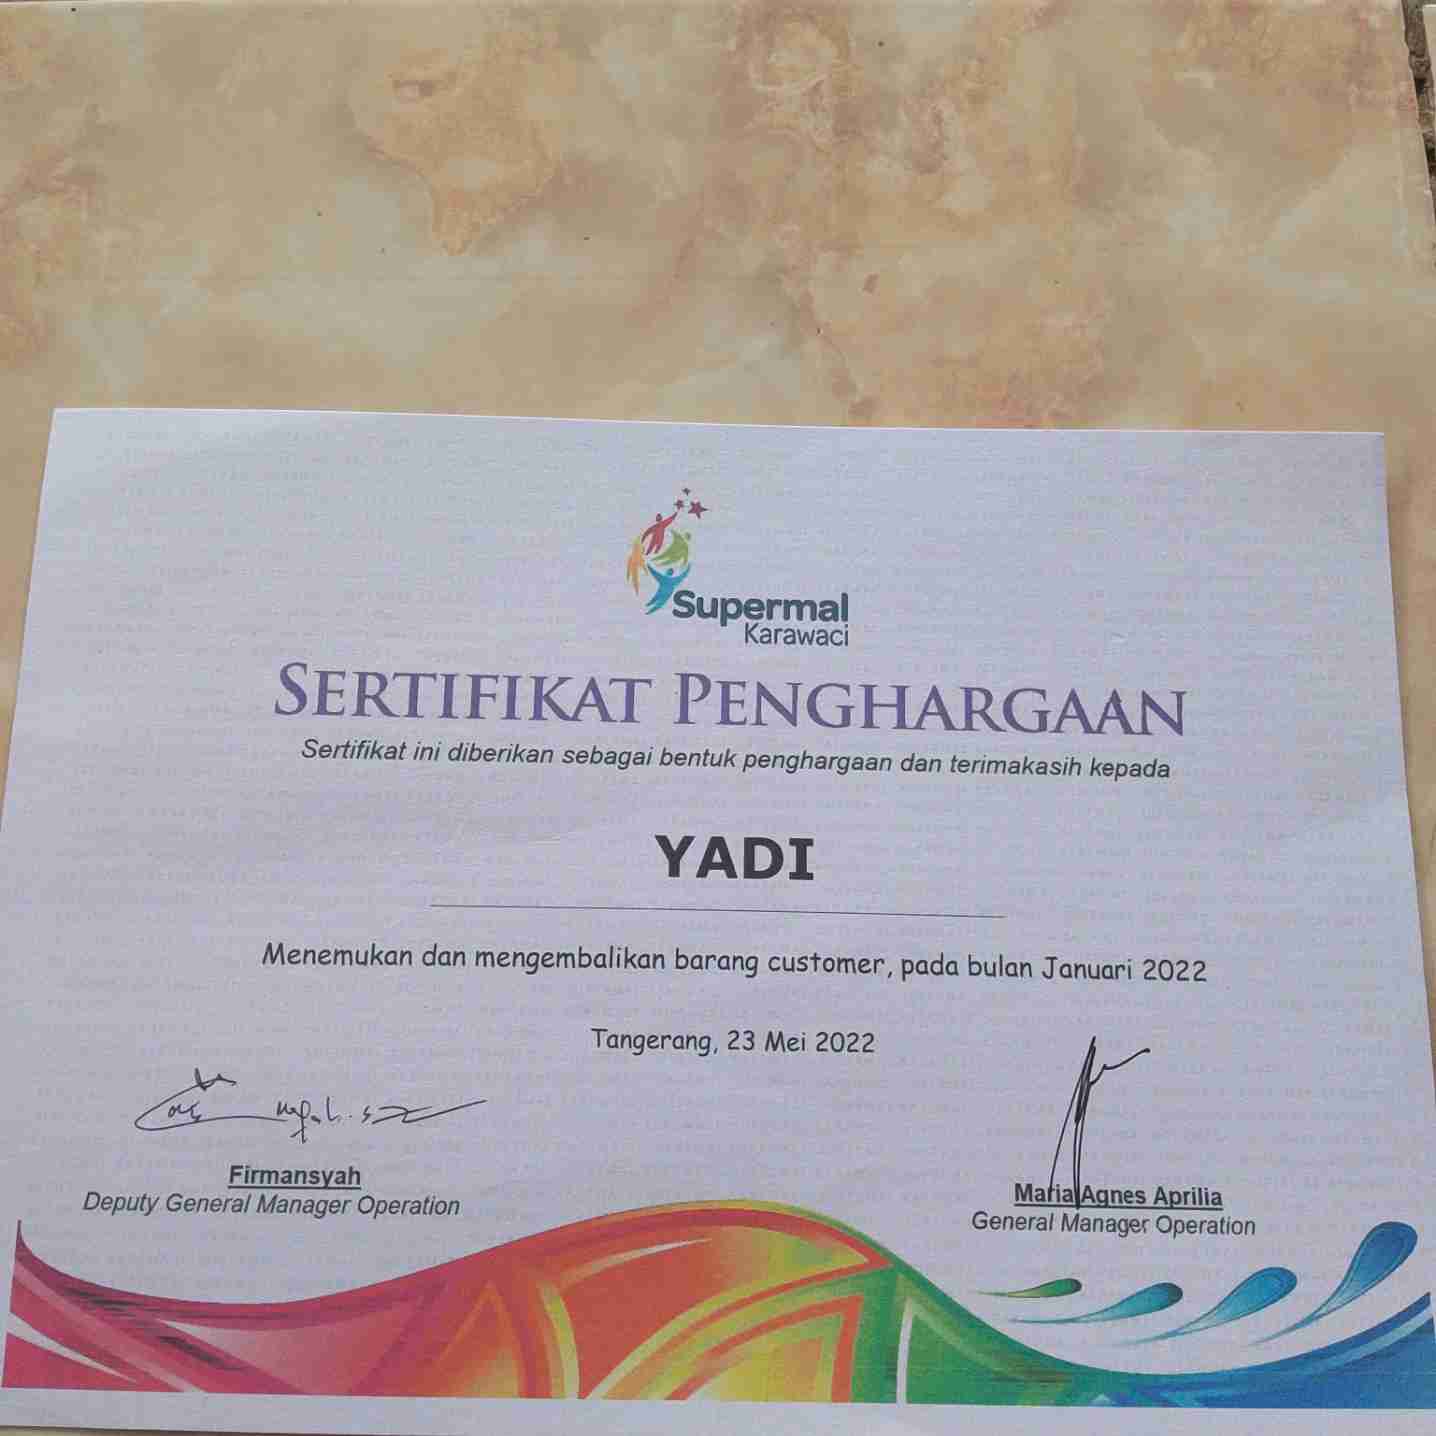 Supermal
Karawaci
SERTIFIKAT PENGHARGAAN
Sertifikat ini diberikan sebagai bentuk penghargaan dan terimakasih kepada
YADI
Menemukan dan mengembalikan barang customer, pada bulan Januari 2022
Tangerang, 23 Mei 2022
Firmansyah
Deputy General Manager Operation
Maria Agnes Aprilia
General Manager Operation